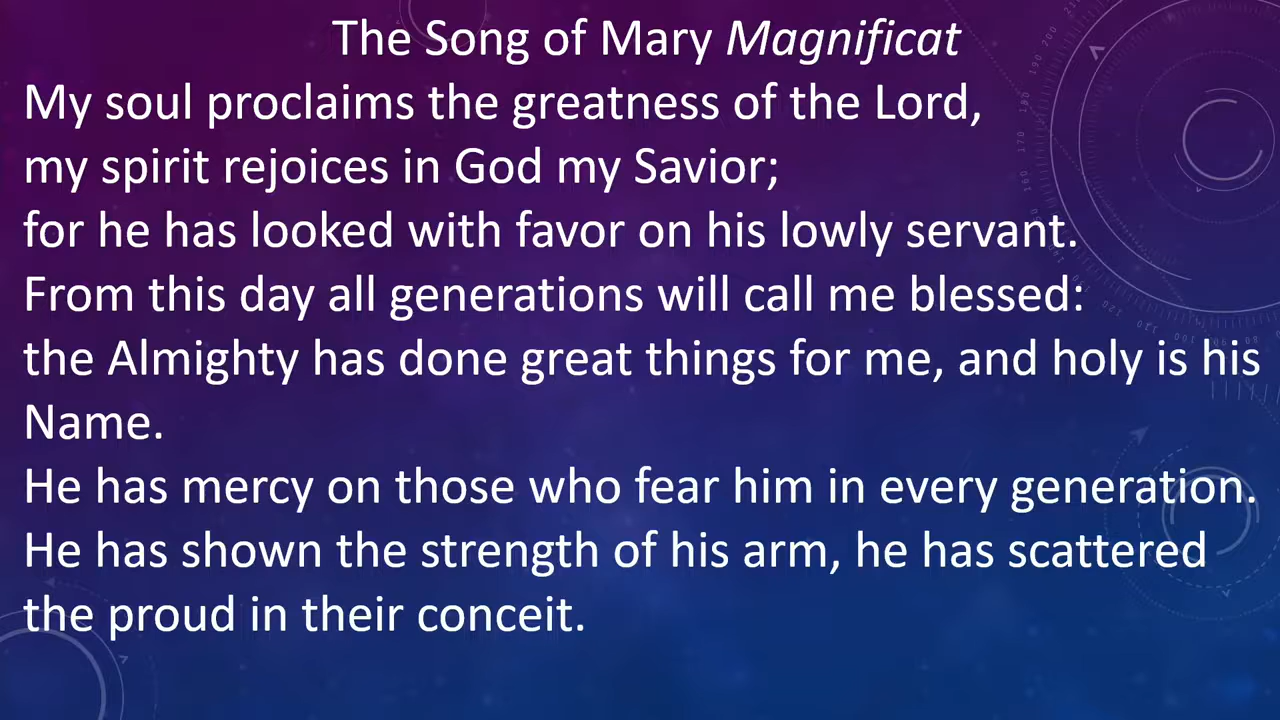 The Song of Mary Magnificat
My soul proclaims the greatness of the Lord,
my spirit rejoices in God my Savior;
for he has looked with favor on his lowly servant.
From this day all generations will call me blessed:
the Almighty has done great things for me, and holy is his
Name.
He has mercy on those who fear him in every generation.
He has shown the strength of his arm, he has scattered
the proud in their conceit.